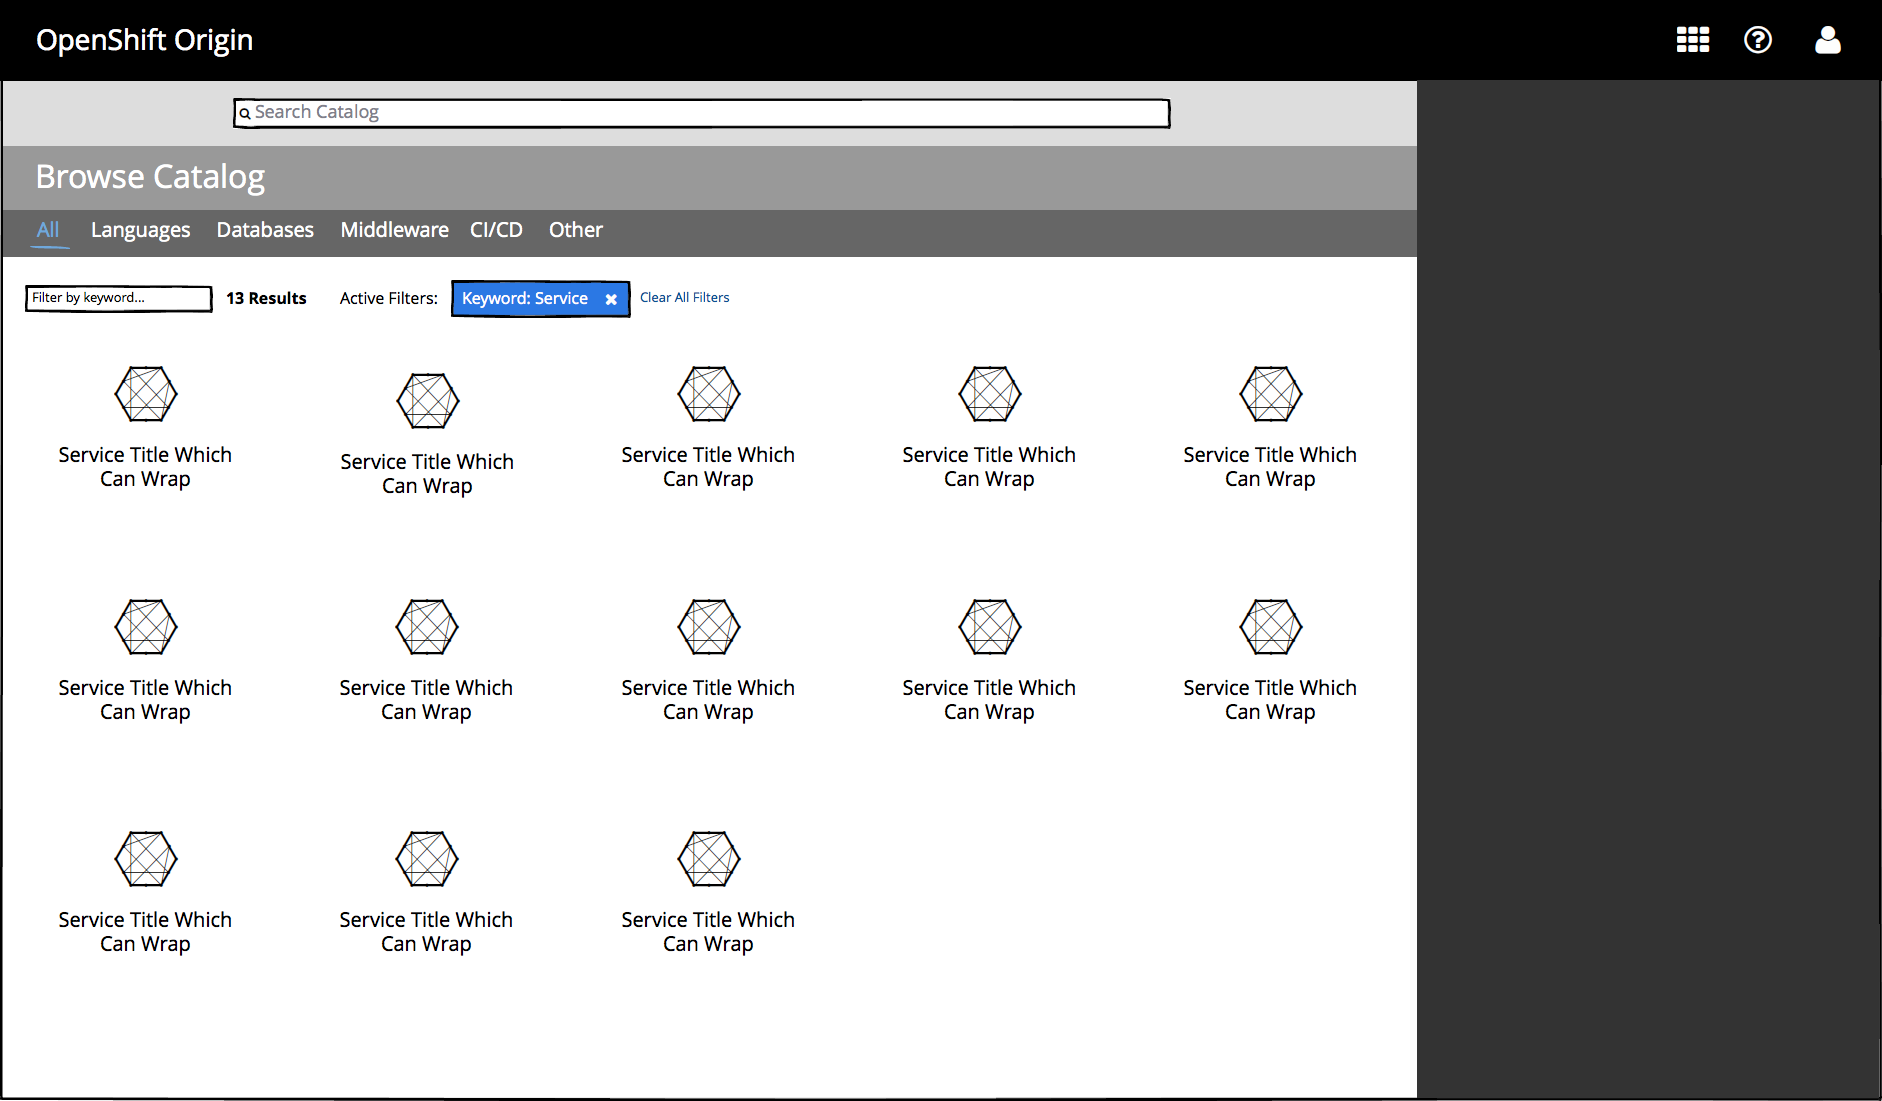 OpenShift Origin
Search Catalog
Browse Catalog
All Languages Databases Middleware CI/CD Other
Filter by keyword... 13 Results Active Filters: Keyword: Service Clear All Filters
Service Title Which Service Title Which Service Title Which Service Title Which Service Title Which
Can Wrap Can Wrap Can Wrap Can Wrap Can Wrap
Service Title Which Service Title Which Service Title Which Service Title Which Service Title Which
Can Wrap Can Wrap Can Wrap Can Wrap Can Wrap
Service Title Which Service Title Which Service Title Which
Can Wrap Can Wrap Can Wrap